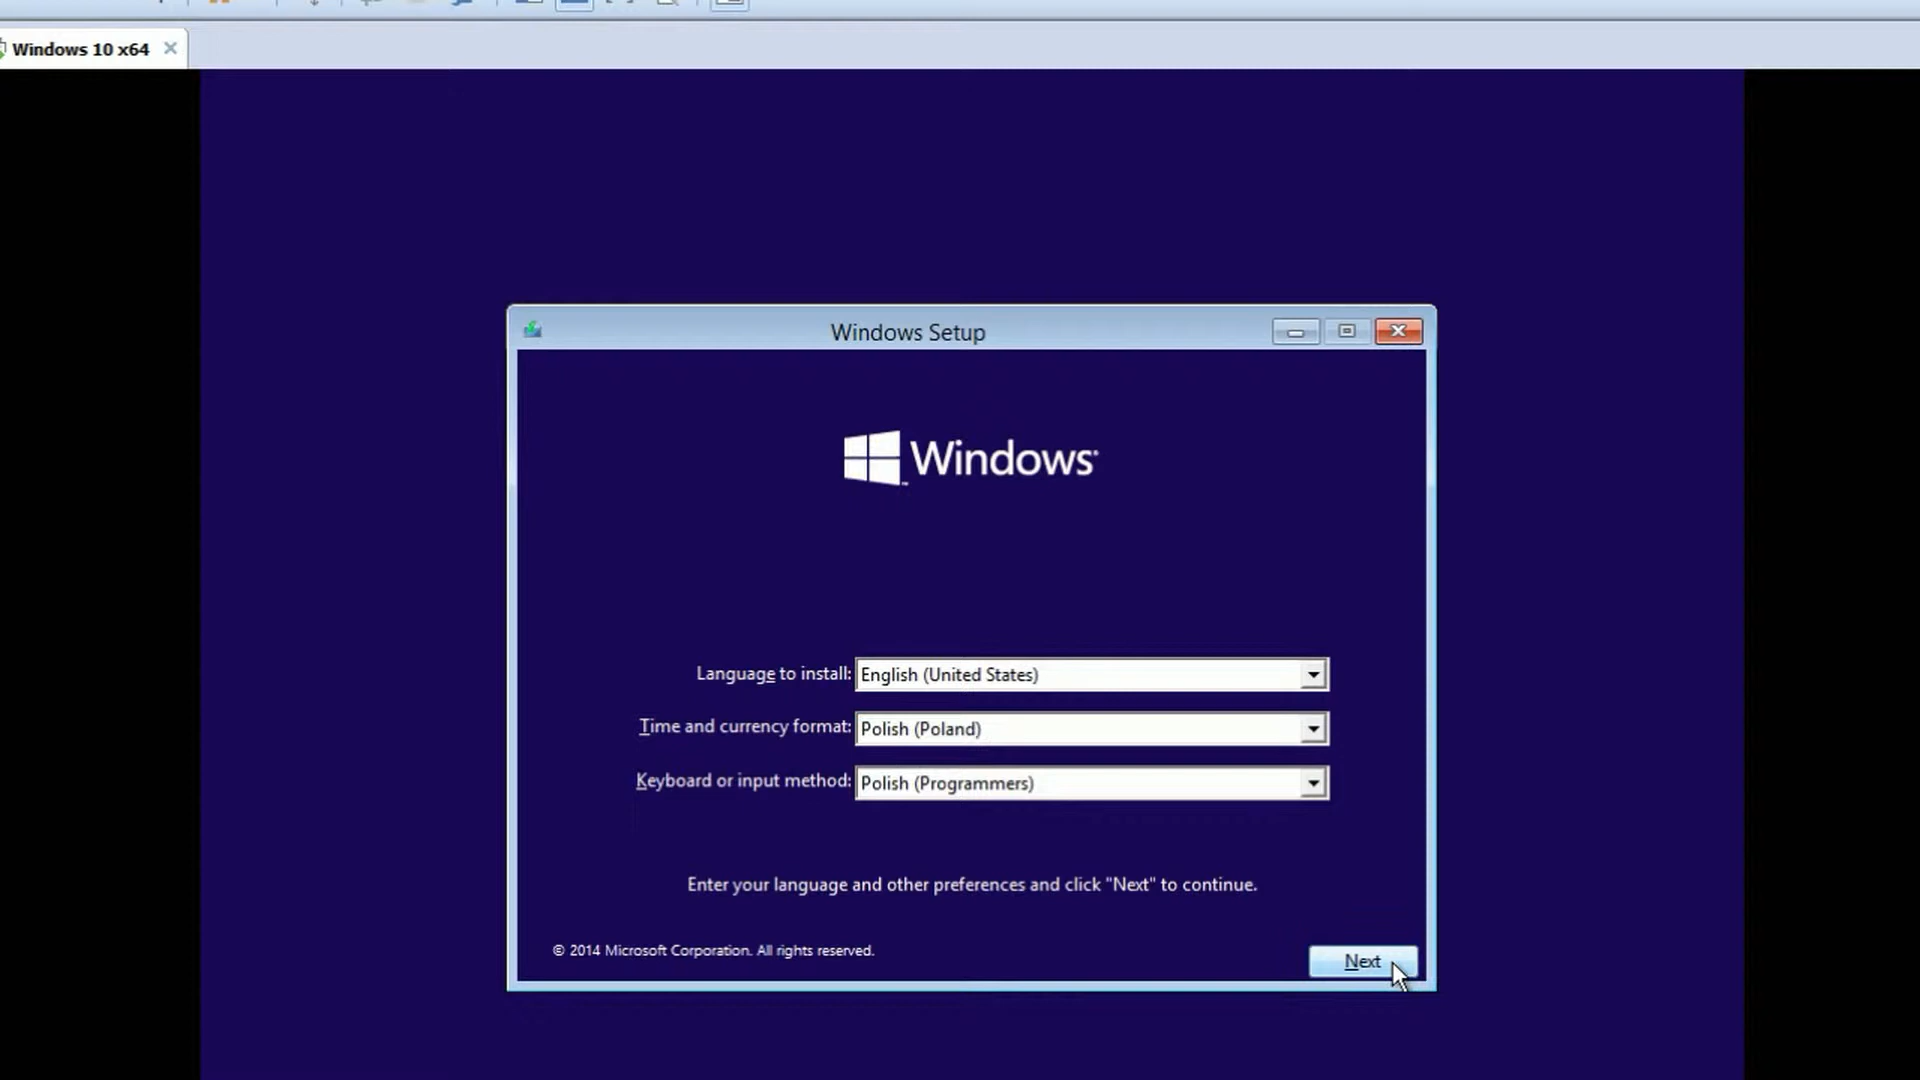 Windows 10 x64
Windows Setup
Windows
Language to install: English (United States)
Time and currency format: Polish (Poland)
Keyboard or input method: Polish (Programmers)
Enter your language and other preferences and click "Next" to continue.
© 2014 Microsoft Corporation. All rights reserved.
Next